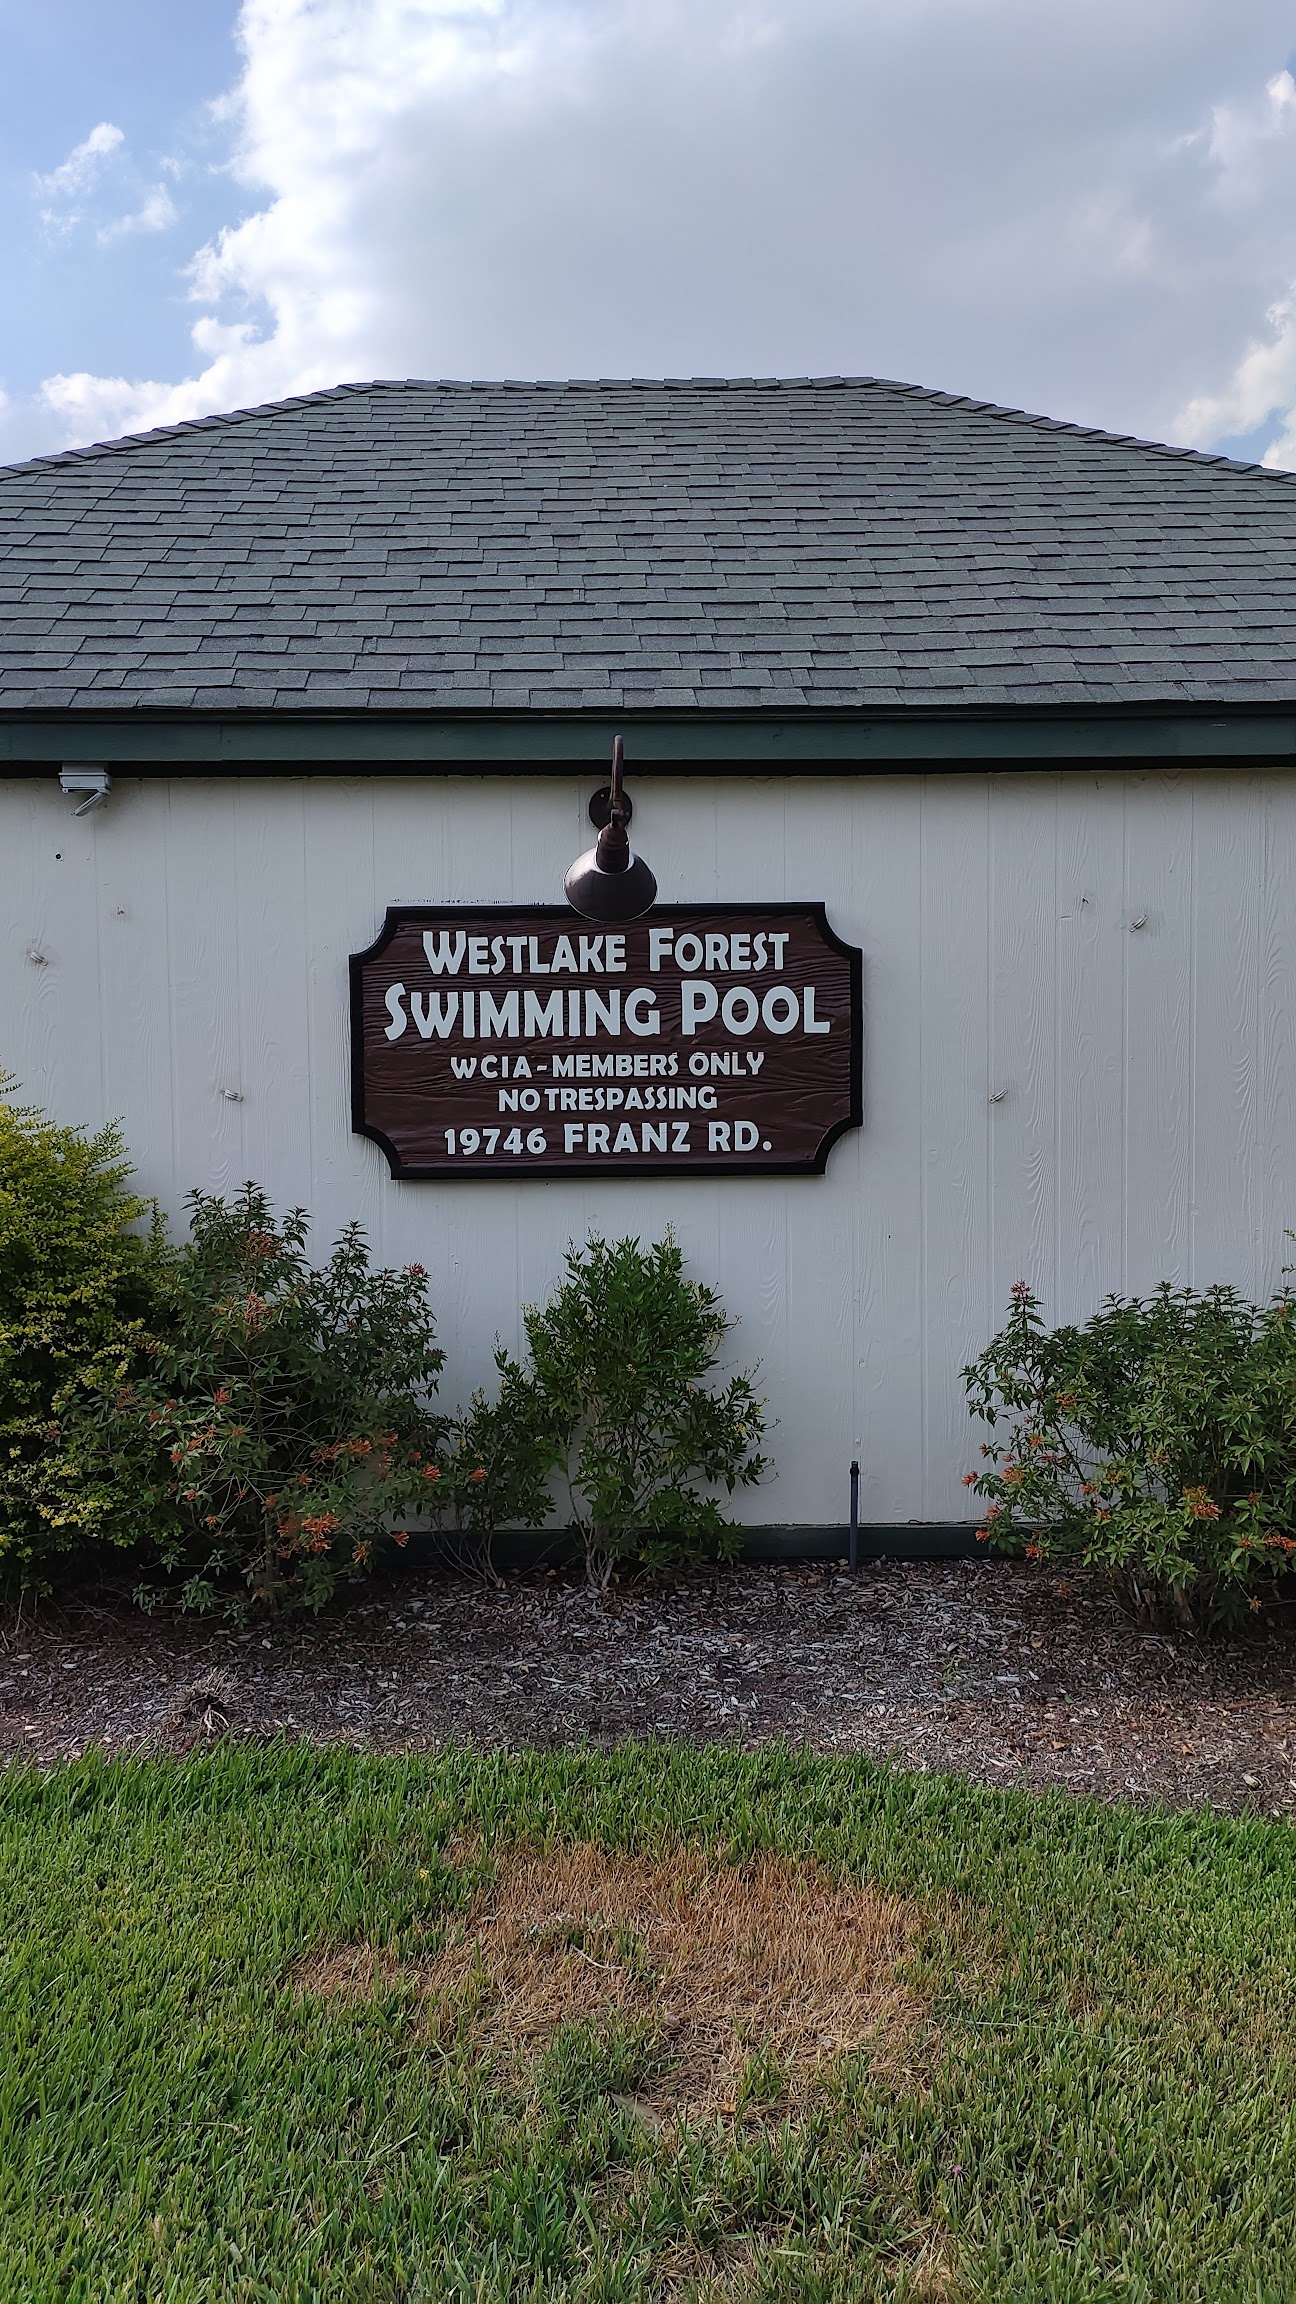 WESTLAKE FOREST
SWIMMING POOL
WCIA-MEMBERS ONLY
NO TRESPASSING
19746 FRANZ RD.